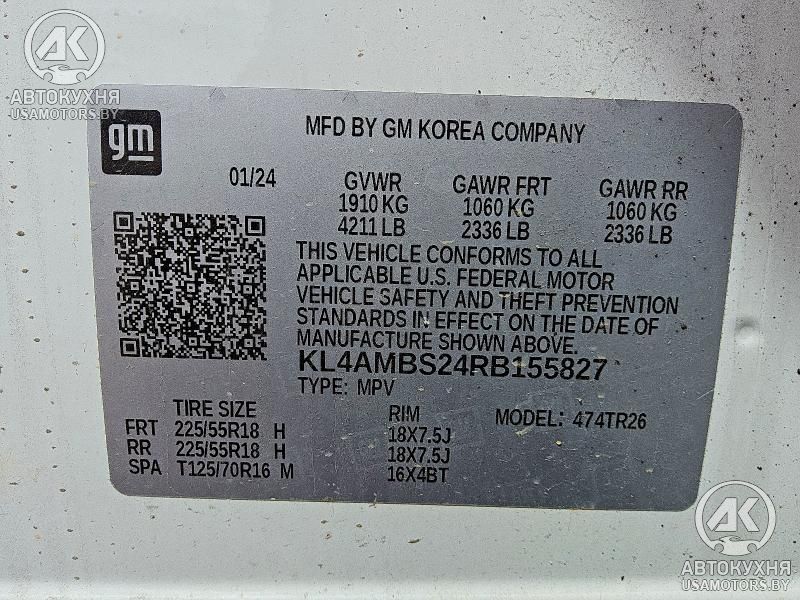 AK
АВТОКУХНЯ
USAMOTORS.BY
gm
MFD BY GM KOREA COMPANY
01/24 GVWR GAWR FRT GAWR RR
1910 KG 1060 KG 1060 KG
4211 LB 2336 LB 2336 LB
THIS VEHICLE CONFORMS TO ALL
APPLICABLE U.S. FEDERAL MOTOR
VEHICLE SAFETY AND THEFT PREVENTION
STANDARDS IN EFFECT ON THE DATE OF
MANUFACTURE SHOWN ABOVE.
KL4AMBS24RB155827
TYPE: MPV
TIRE SIZE RIM MODEL: 474TR26
FRT 225/55R18 H 18X7.5J
RR 225/55R18 H 18X7.5J
SPA T125/70R16 M 16X4BT
AK
АВТОКУХНЯ
USAMOTORS.BY